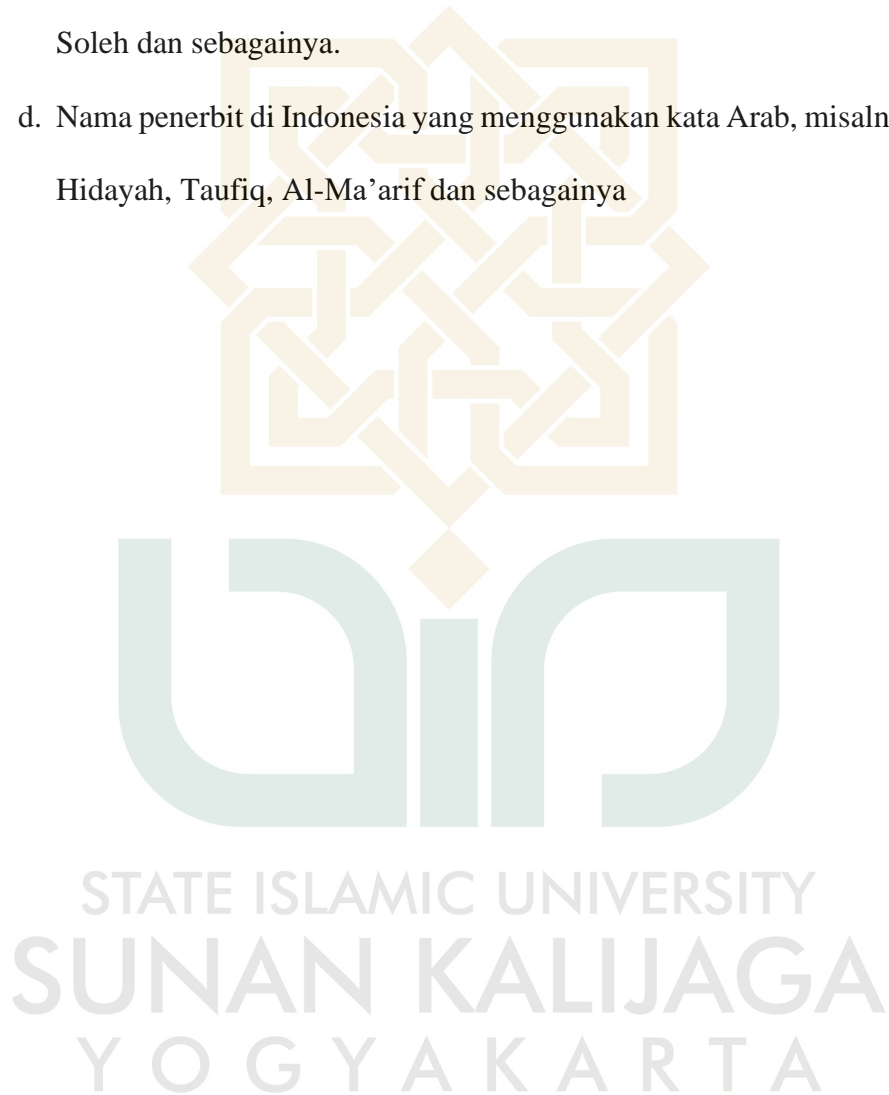 Soleh dan sebagainya.
d. Nama penerbit di Indonesia yang menggunakan kata Arab, misaln
Hidayah, Taufiq, Al-Ma’arif dan sebagainya
STATE ISLAMIC UNIVERSITY
SUNAN KALIJAGA
YOGYAKARTA